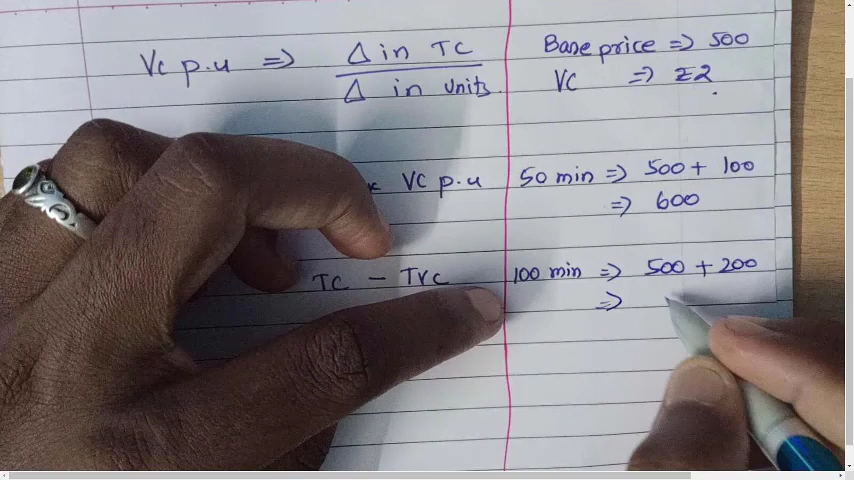 Vc p.u => Δ in TC
Δ in units.
VC p.u
TC - TVC
Base price => 500
VC => ₹2
50 min => 500 + 100
=> 600
100 min => 500 + 200
=>